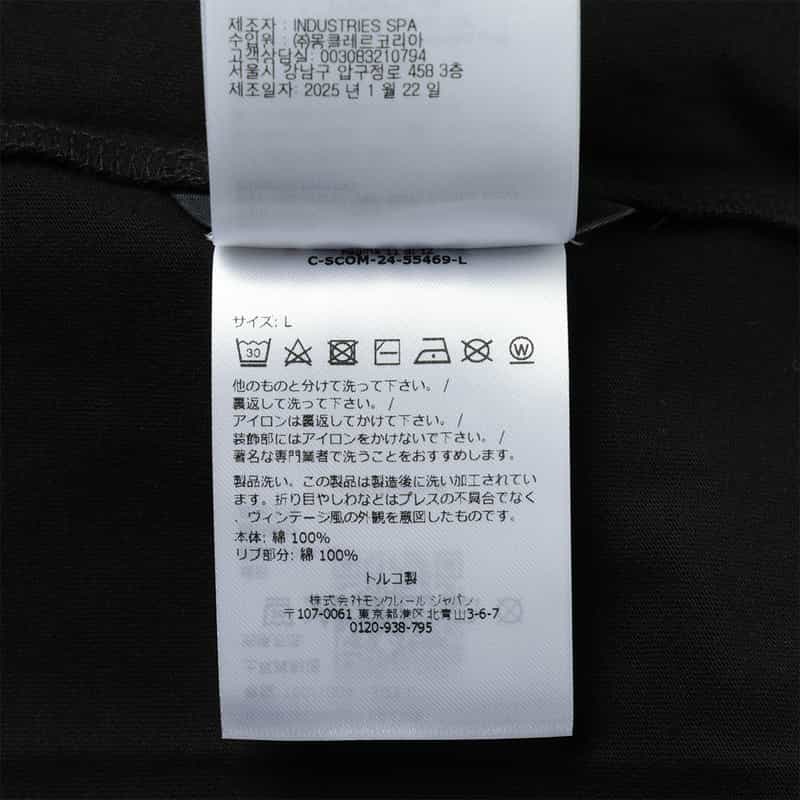 제조자 : INDUSTRIES SPA
수입원 : ㈜몽클레르코리아
고객상담실: 003083210794
서울시 강남구 압구정로 458 3층
제조일자: 2025 년 1 월 22 일
C-SCOM-24-55469-L
サイズ: L
30
W
他のものと分けて洗って下さい。 /
裏返して洗って下さい。 /
アイロンは裏返してかけて下さい。 /
装飾部にはアイロンをかけないで下さい。 /
著名な専門業者で洗うことをおすすめします。
製品洗い。この製品は製造後に洗い加工されてい
ます。折り目やしわなどはプレスの不具合でなく
、ヴィンテージ風の外観を意図したものです。
本体: 綿 100%
リブ部分: 綿 100%
トルコ製
株式会社モンクレール ジャパン
〒107-0061 東京都港区北青山3-6-7
0120-938-795